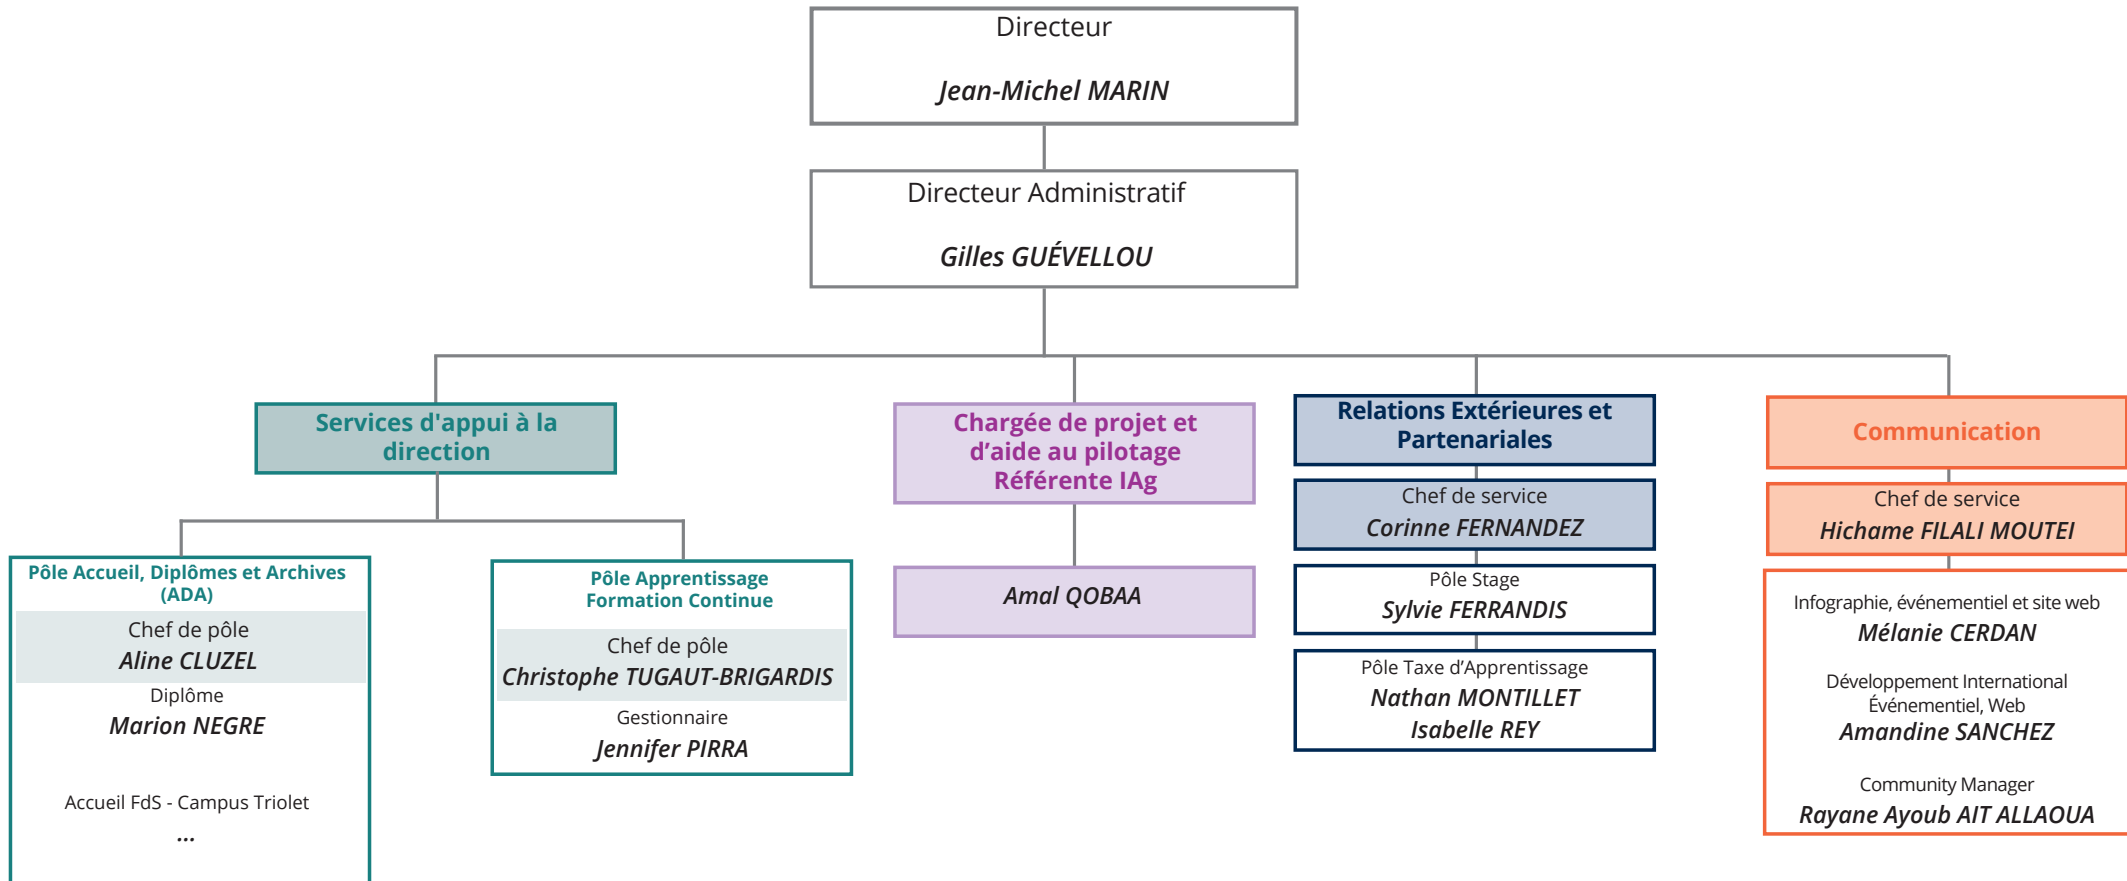 Directeur
Jean-Michel MARIN
Directeur Administratif
Gilles GUÉVELLOU
Services d'appui à la
direction
Pôle Accueil, Diplômes et Archives
(ADA)
Chef de pôle
Aline CLUZEL
Diplôme
Marion NEGRE
Accueil FdS - Campus Triolet
...
Pôle Apprentissage
Formation Continue
Chef de pôle
Christophe TUGAUT-BRIGARDIS
Gestionnaire
Jennifer PIRRA
Chargée de projet et
d’aide au pilotage
Référente IAg
Amal QOBAA
Relations Extérieures et
Partenariales
Chef de service
Corinne FERNANDEZ
Pôle Stage
Sylvie FERRANDIS
Pôle Taxe d’Apprentissage
Nathan MONTILLET
Isabelle REY
Communication
Chef de service
Hichame FILALI MOUTEI
Infographie, événementiel et site web
Mélanie CERDAN
Développement International
Événementiel, Web
Amandine SANCHEZ
Community Manager
Rayane Ayoub AIT ALLAOUA